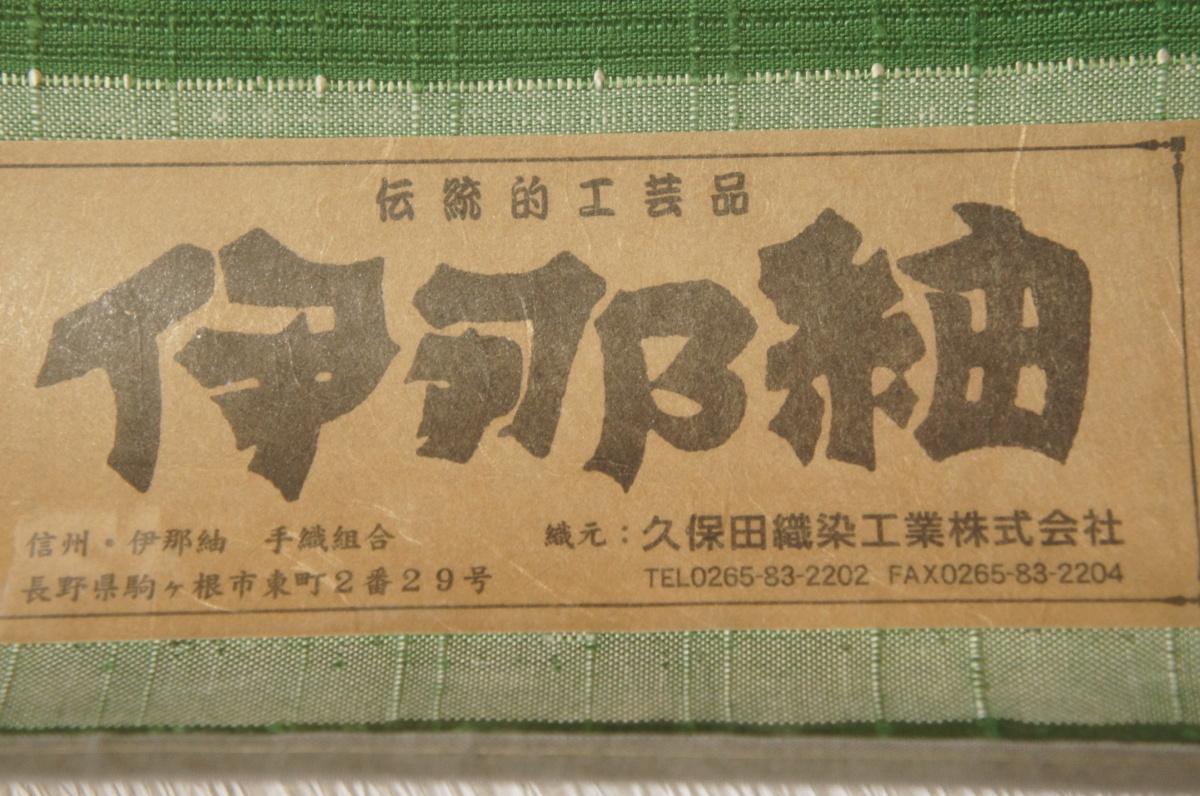 伝統的工芸品
伊那紬
信州・伊那紬　手織組合
長野県駒ヶ根市東町２番２９号
織元：久保田織染工業株式会社
TEL0265-83-2202 FAX0265-83-2204